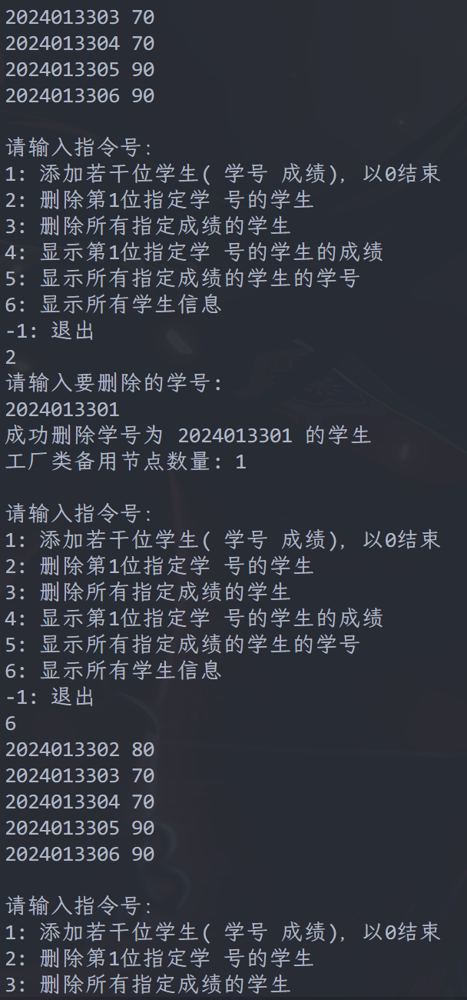 2024013303 70
2024013304 70
2024013305 90
2024013306 90
请输入指令号:
1: 添加若干位学生( 学号 成绩), 以0结束
2: 删除第1位指定学 号的学生
3: 删除所有指定成绩的学生
4: 显示第1位指定学 号的学生的成绩
5: 显示所有指定成绩的学生的学号
6: 显示所有学生信息
-1: 退出
2
请输入要删除的学号:
2024013301
成功删除学号为 2024013301 的学生
工厂类备用节点数量: 1
请输入指令号:
1: 添加若干位学生( 学号 成绩), 以0结束
2: 删除第1位指定学 号的学生
3: 删除所有指定成绩的学生
4: 显示第1位指定学 号的学生的成绩
5: 显示所有指定成绩的学生的学号
6: 显示所有学生信息
-1: 退出
6
2024013302 80
2024013303 70
2024013304 70
2024013305 90
2024013306 90
请输入指令号:
1: 添加若干位学生( 学号 成绩), 以0结束
2: 删除第1位指定学 号的学生
3: 删除所有指定成绩的学生